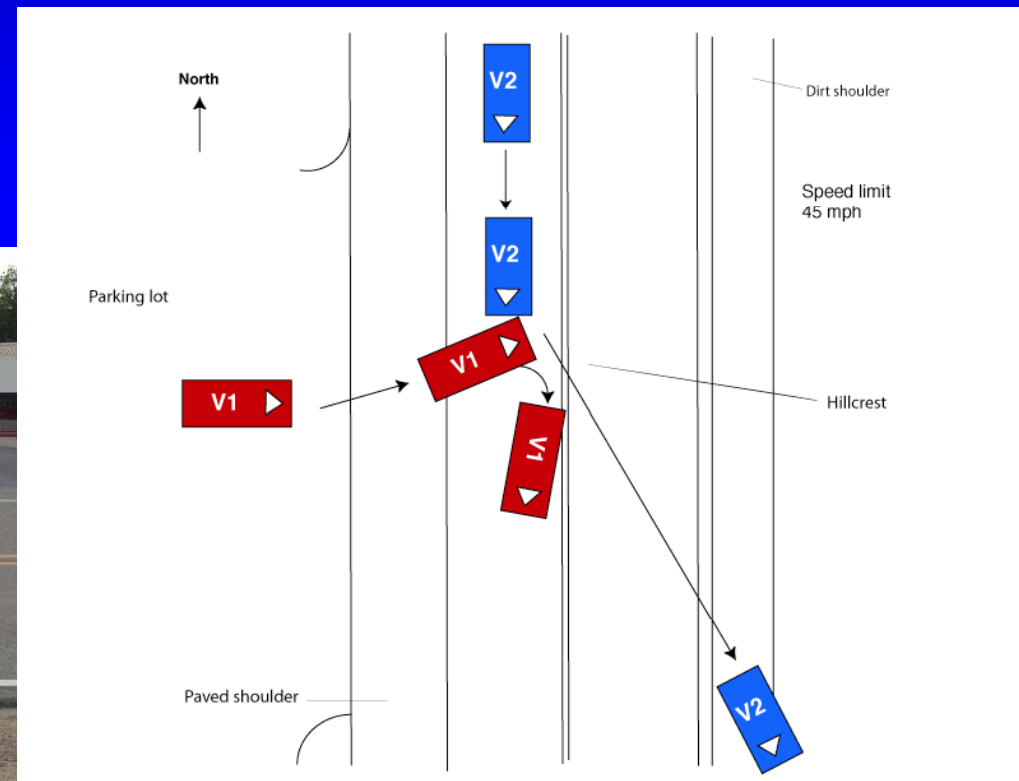 North
V2
Dirt shoulder
Speed limit
45 mph
V2
Parking lot
V1
V1
Hillcrest
V1
Paved shoulder
V2